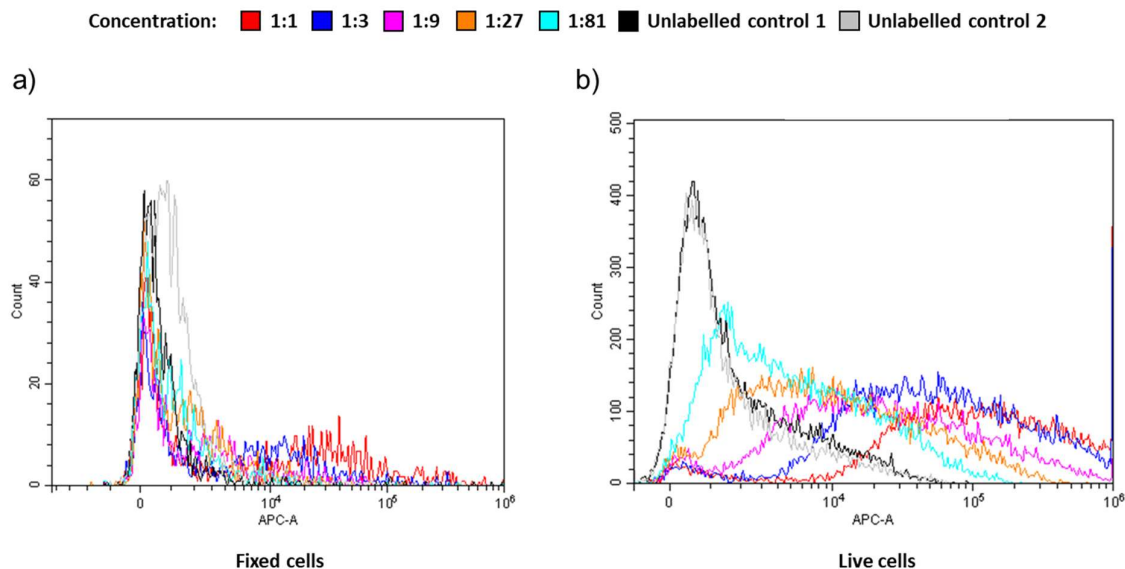 Concentration: 1:1 1:3 1:9 1:27 1:81 Unlabelled control 1 Unlabelled control 2
a)
b)
Count
0
20
40
60
0
10^4
10^5
10^6
APC-A
Fixed cells
Count
0
100
200
300
400
500
0
10^4
10^5
10^6
APC-A
Live cells